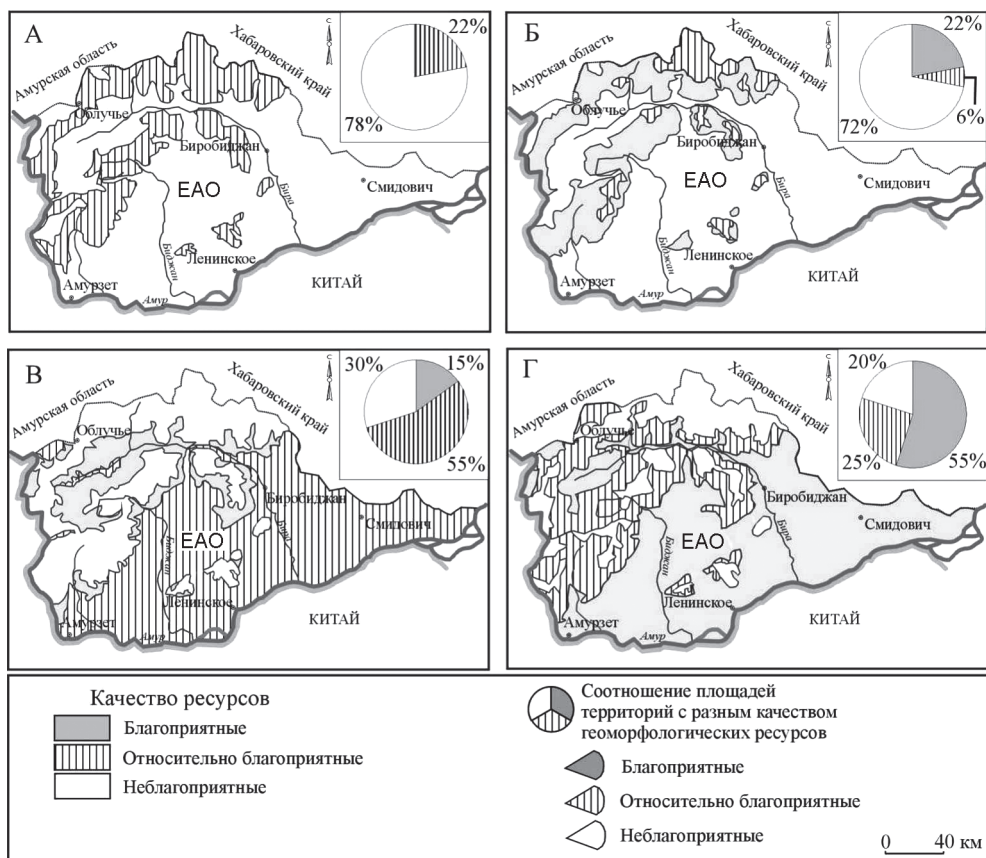 А
С
Амурская область
Хабаровский край
22%
78%
Облучье
Биробиджан
ЕАО
Смидович
Бира
Биджан
Ленинское
КИТАЙ
Амурзет
Амур
Б
С
Амурская область
Хабаровский край
22%
6%
72%
Облучье
Биробиджан
ЕАО
Смидович
Бира
Биджан
Ленинское
КИТАЙ
Амурзет
Амур
В
С
Амурская область
Хабаровский край
30%
15%
55%
Облучье
Биробиджан
Смидович
ЕАО
Бира
Биджан
Ленинское
КИТАЙ
Амурзет
Амур
Г
С
Амурская область
Хабаровский край
20%
25%
55%
Облучье
Биробиджан
Смидович
ЕАО
Бира
Биджан
Ленинское
КИТАЙ
Амурзет
Амур
Качество ресурсов
Благоприятные
Относительно благоприятные
Неблагоприятные
Соотношение площадей
территорий с разным качеством
геоморфологических ресурсов
Благоприятные
Относительно благоприятные
Неблагоприятные
0 40 км